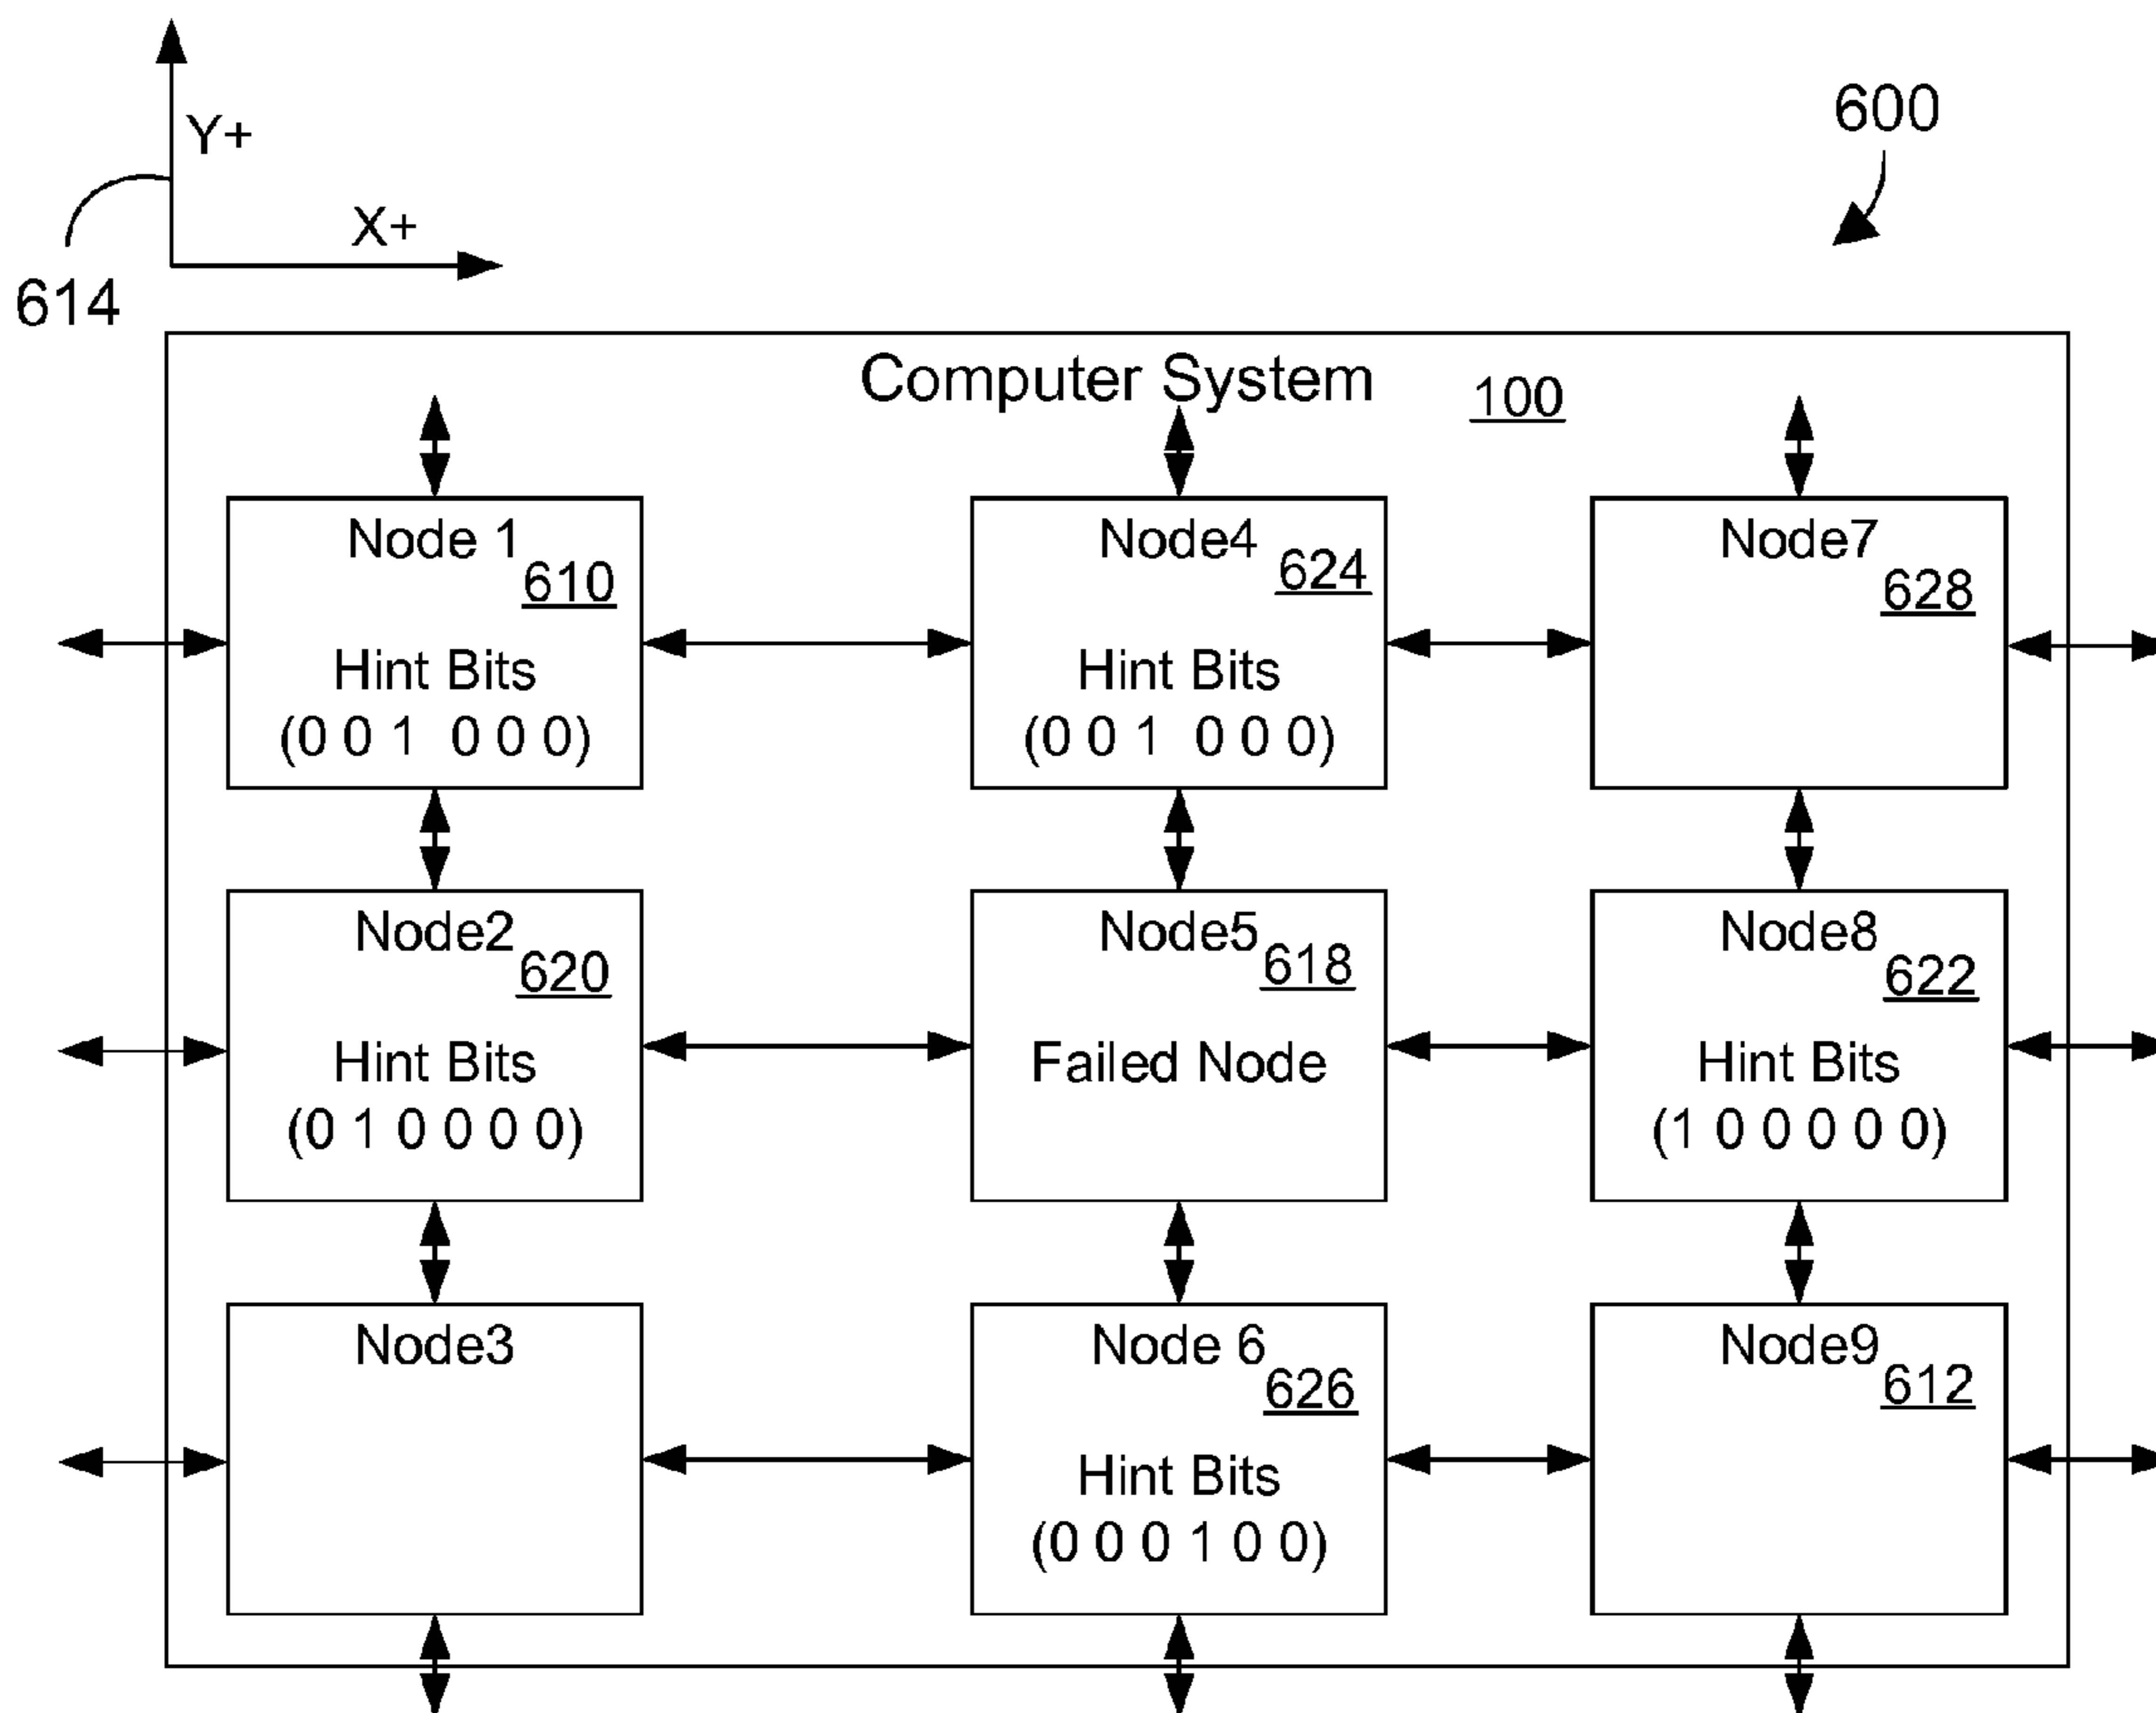 Y+
X+
614
600
Computer System 100
Node 1
610
Hint Bits
(0 0 1 0 0 0)
Node4
624
Hint Bits
(0 0 1 0 0 0)
Node7
628
Node2
620
Hint Bits
(0 1 0 0 0 0)
Node5
618
Failed Node
Node8
622
Hint Bits
(1 0 0 0 0 0)
Node3
Node 6
626
Hint Bits
(0 0 0 1 0 0)
Node9
612